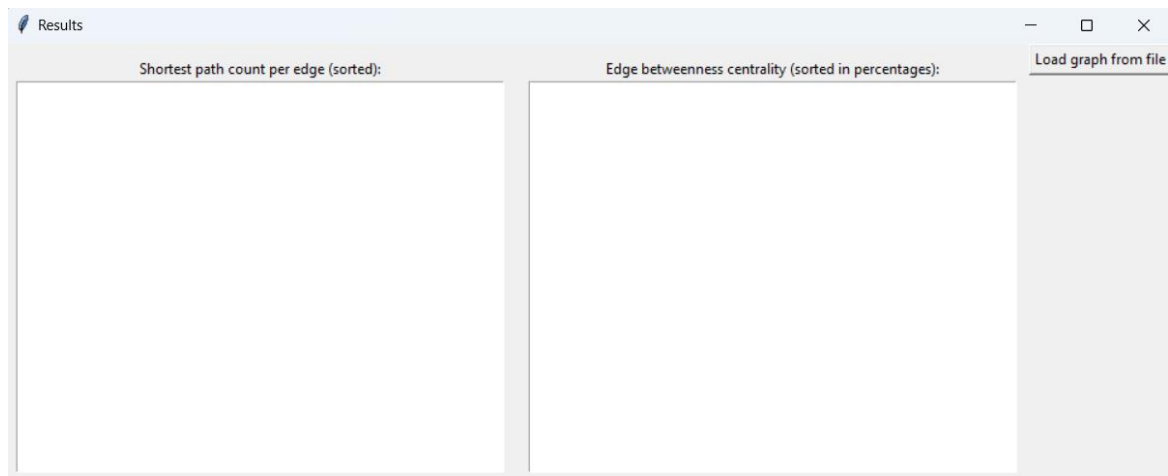 Results
Load graph from file
Shortest path count per edge (sorted):
Edge betweenness centrality (sorted in percentages):